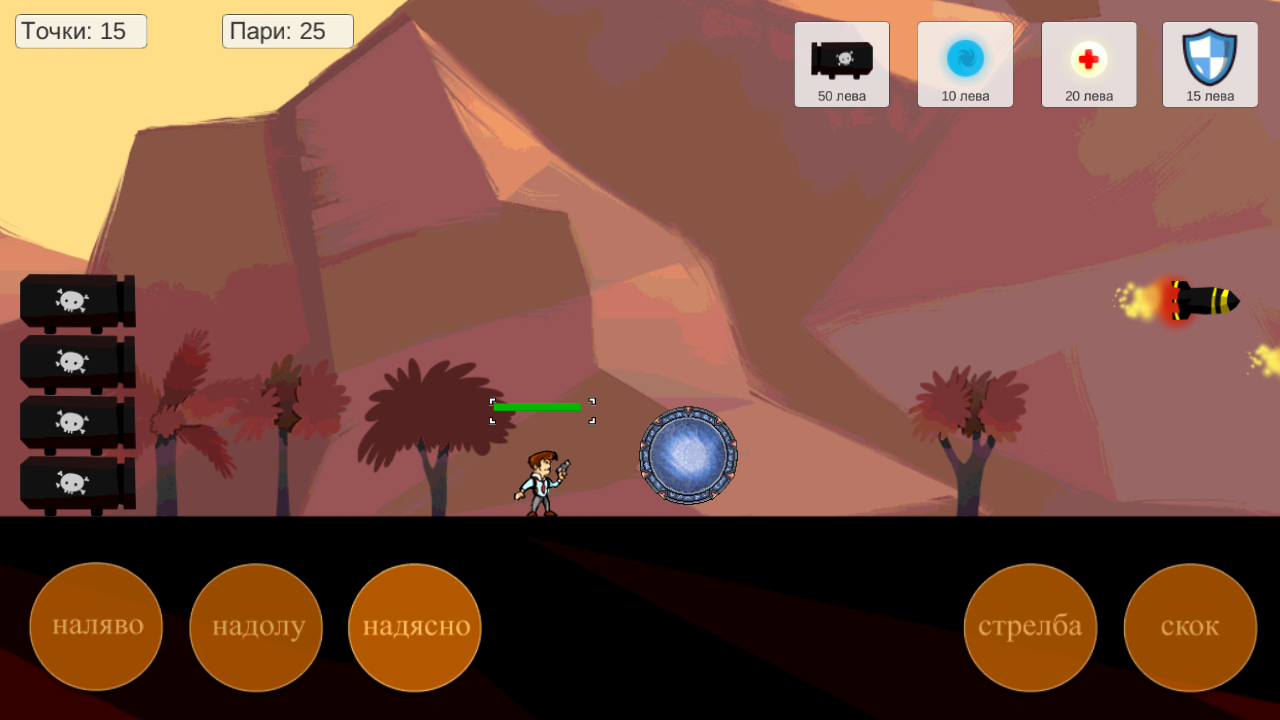 Точки: 15
Пари: 25
50 лева
10 лева
20 лева
15 лева
наляво
надолу
надясно
стрелба
скок